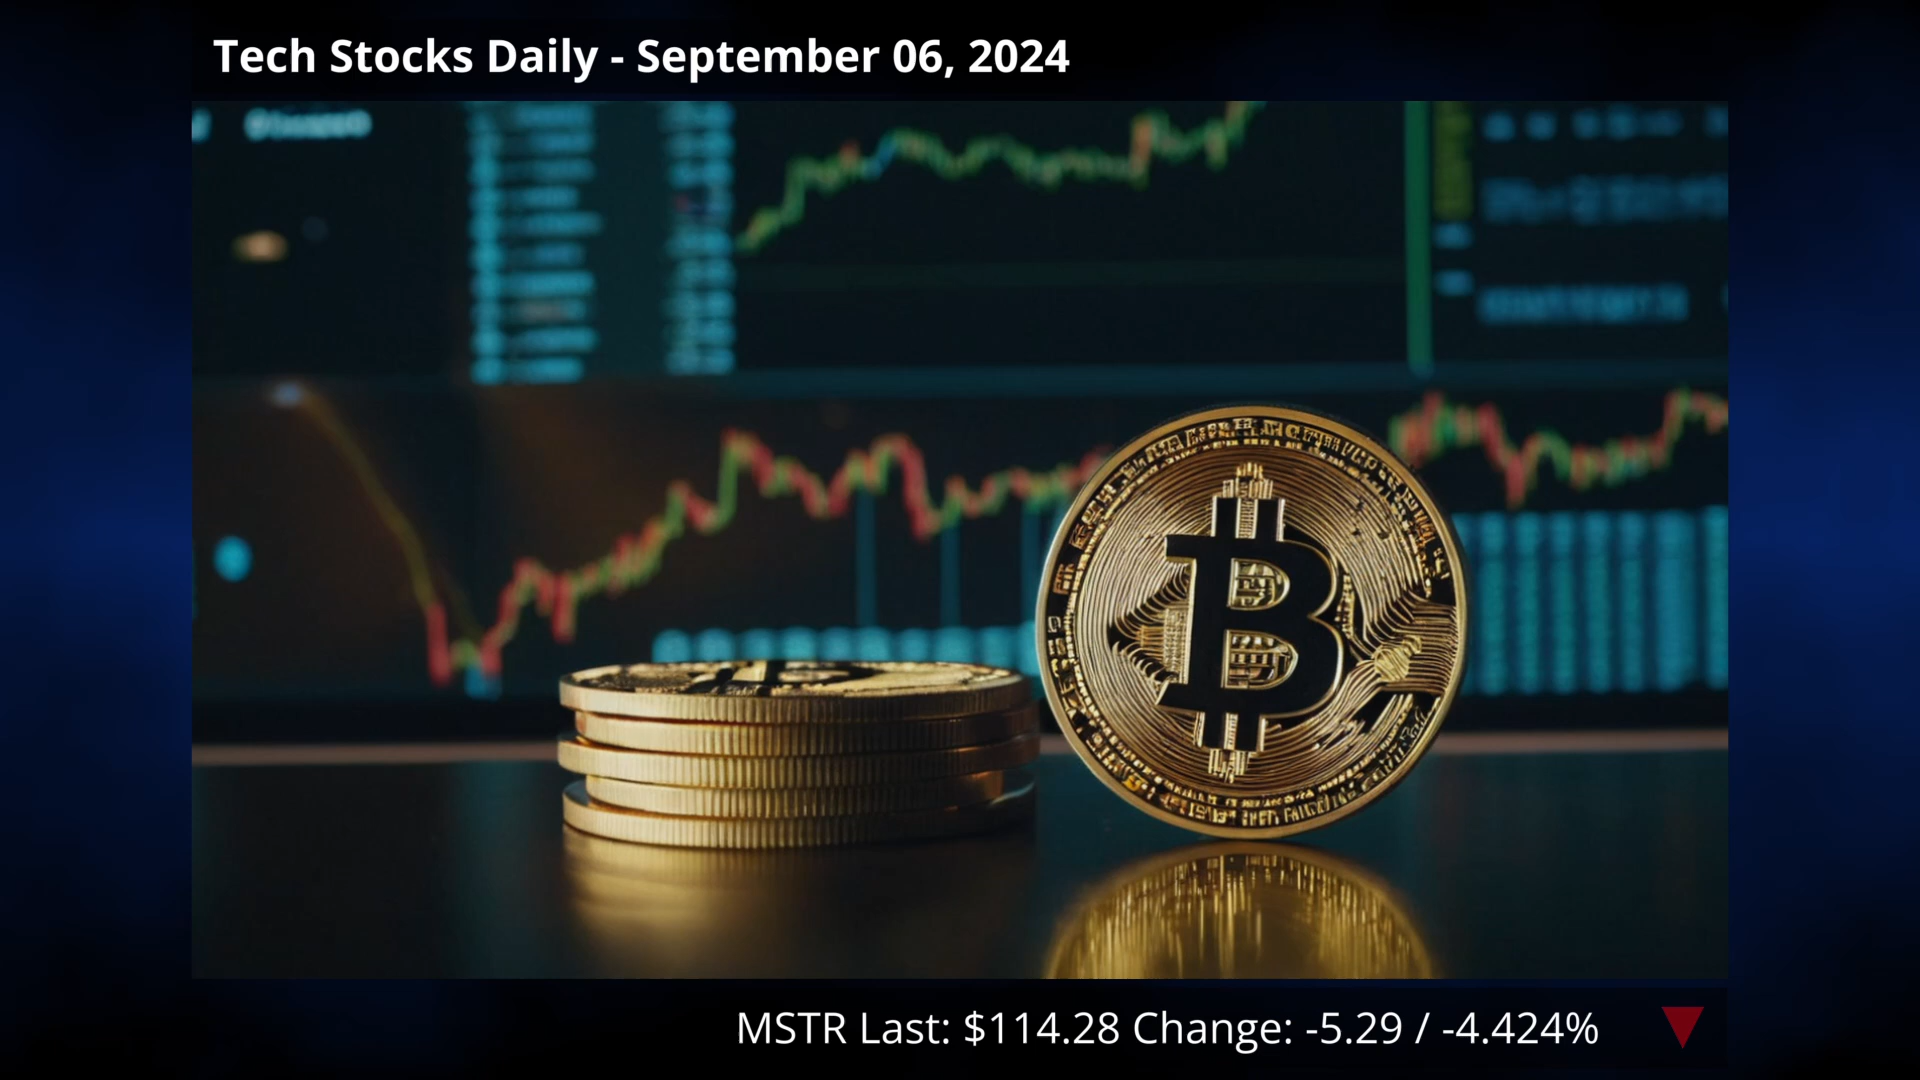 Tech Stocks Daily - September 06, 2024
MSTR Last: $114.28 Change: -5.29 / -4.424%